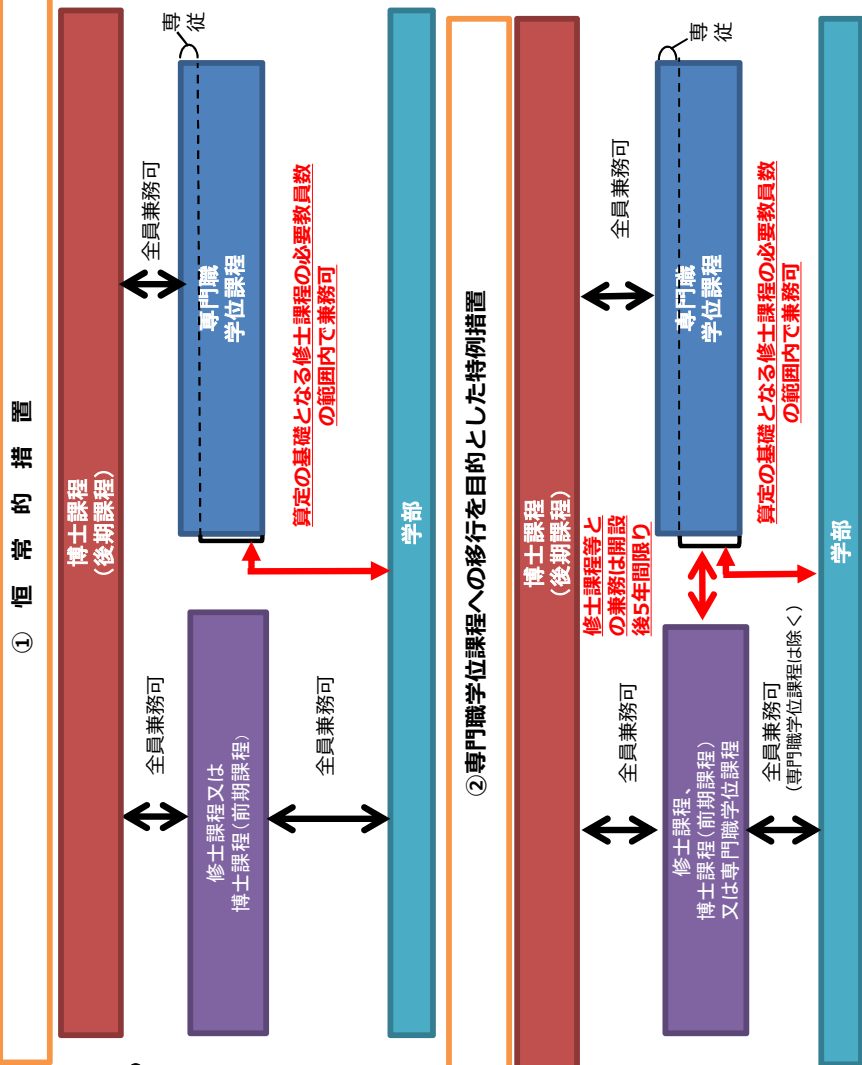 ① 恒常的措置
博士課程
（後期課程）
全員兼務可
全員兼務可
修士課程又は
博士課程（前期課程）
専門職
学位課程
専
従
全員兼務可
算定の基礎となる修士課程の必要教員数
の範囲内で兼務可
学部
②専門職学位課程への移行を目的とした特例措置
博士課程
（後期課程）
全員兼務可
修士課程等と
の兼務は開設
後5年間限り
全員兼務可
修士課程、
博士課程（前期課程）
又は専門職学位課程
専門職
学位課程
専
従
全員兼務可
（専門職学位課程は除く）
算定の基礎となる修士課程の必要教員数
の範囲内で兼務可
学部